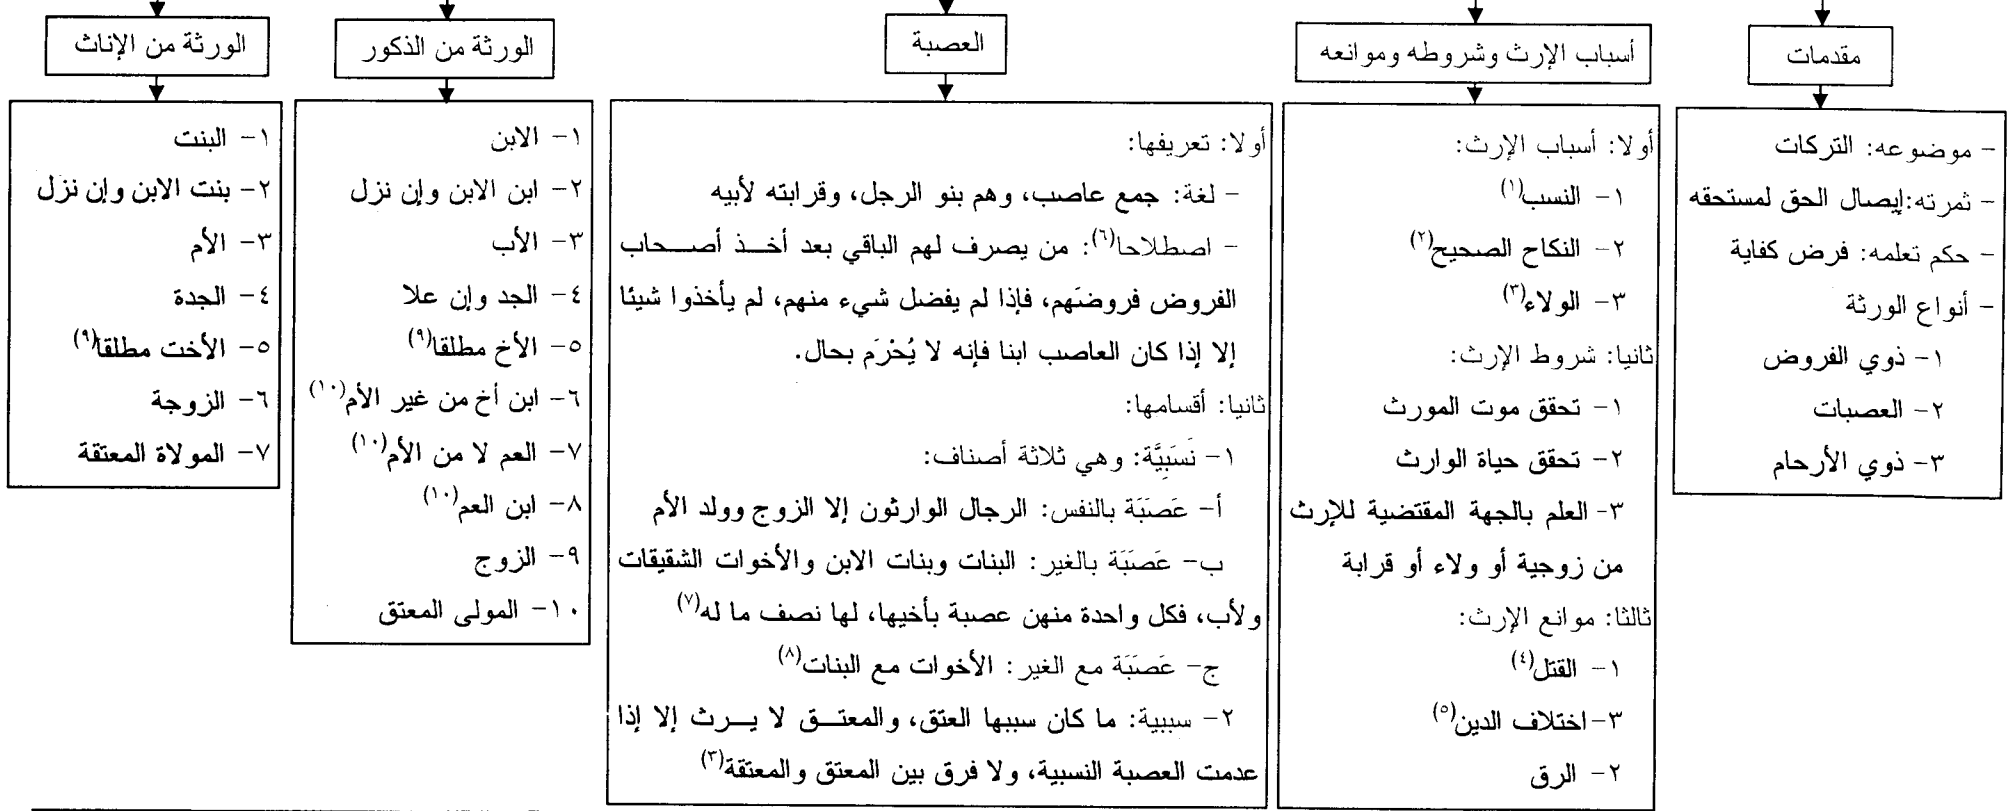 مقدمات
- موضوعه: التركات
- ثمرته:إيصال الحق لمستحقه
- حكم تعلمه: فرض كفاية
- أنواع الورثة
١- ذوي الفروض
٢- العصبات
٣- ذوي الأرحام
أسباب الإرث وشروطه وموانعه
أولا: أسباب الإرث:
١- النسب(١)
٢- النكاح الصحيح(٢)
٣- الولاء(٣)
ثانيا: شروط الإرث:
١- تحقق موت المورث
٢- تحقق حياة الوارث
٣- العلم بالجهة المقتضية للإرث
من زوجية أو ولاء أو قرابة
ثالثا: موانع الإرث:
١- القتل(٤)
٣-اختلاف الدين(٥)
٢- الرق
العصبة
أولا: تعريفها:
- لغة: جمع عاصب، وهم بنو الرجل، وقرابته لأبيه
- اصطلاحا(٦): من يصرف لهم الباقي بعد أخذ أصحاب
الفروض فروضَهم، فإذا لم يفضل شيء منهم، لم يأخذوا شيئا
إلا إذا كان العاصب ابنا فإنه لا يُحْرَم بحال.
ثانيا: أقسامها:
١- نَسَبِيَّة: وهي ثلاثة أصناف:
أ- عَصَبَة بالنفس: الرجال الوارثون إلا الزوج وولد الأم
ب- عَصَبَة بالغير: البنات وبنات الابن والأخوات الشقيقات
ولأب، فكل واحدة منهن عصبة بأخيها، لها نصف ما له(٧)
ج- عَصَبَة مع الغير: الأخوات مع البنات(٨)
٢- سببية: ما كان سببها العتق، والمعتق لا يرث إلا إذا
عدمت العصبة النسبية، ولا فرق بين المعتق والمعتقة(٣)
الورثة من الذكور
١- الابن
٢- ابن الابن وإن نزل
٣- الأب
٤- الجد وإن علا
٥- الأخ مطلقا(٩)
٦- ابن أخ من غير الأم(١٠)
٧- العم لا من الأم(١٠)
٨- ابن العم(١٠)
٩- الزوج
١٠- المولى المعتق
الورثة من الإناث
١- البنت
٢- بنت الابن وإن نزل
٣- الأم
٤- الجدة
٥- الأخت مطلقا(٩)
٦- الزوجة
٧- المولاة المعتقة